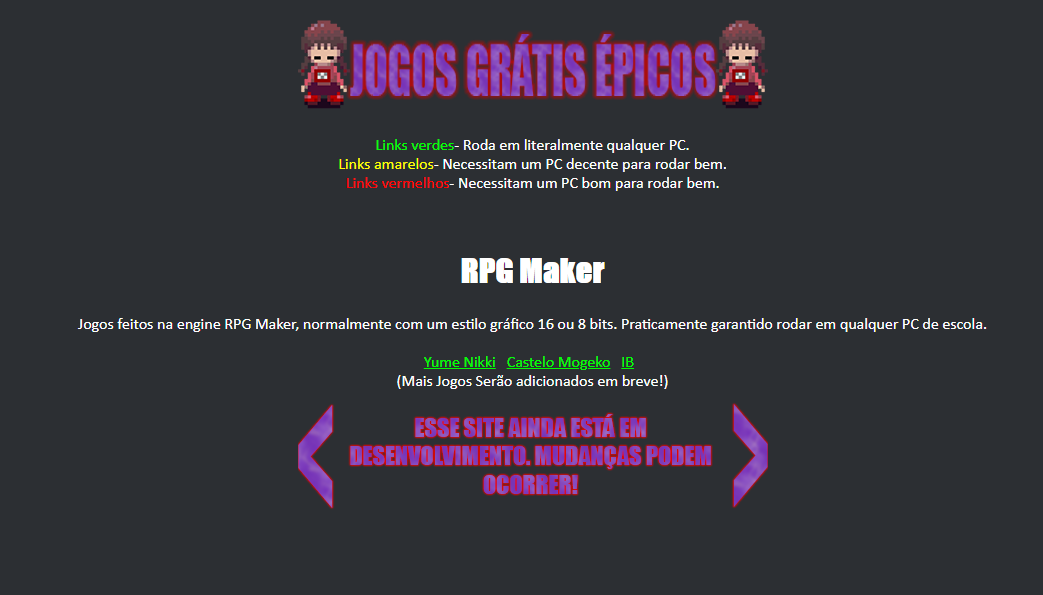 JOGOS GRÁTIS ÉPICOS
Links verdes- Roda em literalmente qualquer PC.
Links amarelos- Necessitam um PC decente para rodar bem.
Links vermelhos- Necessitam um PC bom para rodar bem.
RPG Maker
Jogos feitos na engine RPG Maker, normalmente com um estilo gráfico 16 ou 8 bits. Praticamente garantido rodar em qualquer PC de escola.
Yume Nikki Castelo Mogeko IB
(Mais Jogos Serão adicionados em breve!)
ESSE SITE AINDA ESTÁ EM
DESENVOLVIMENTO. MUDANÇAS PODEM
OCORRER!